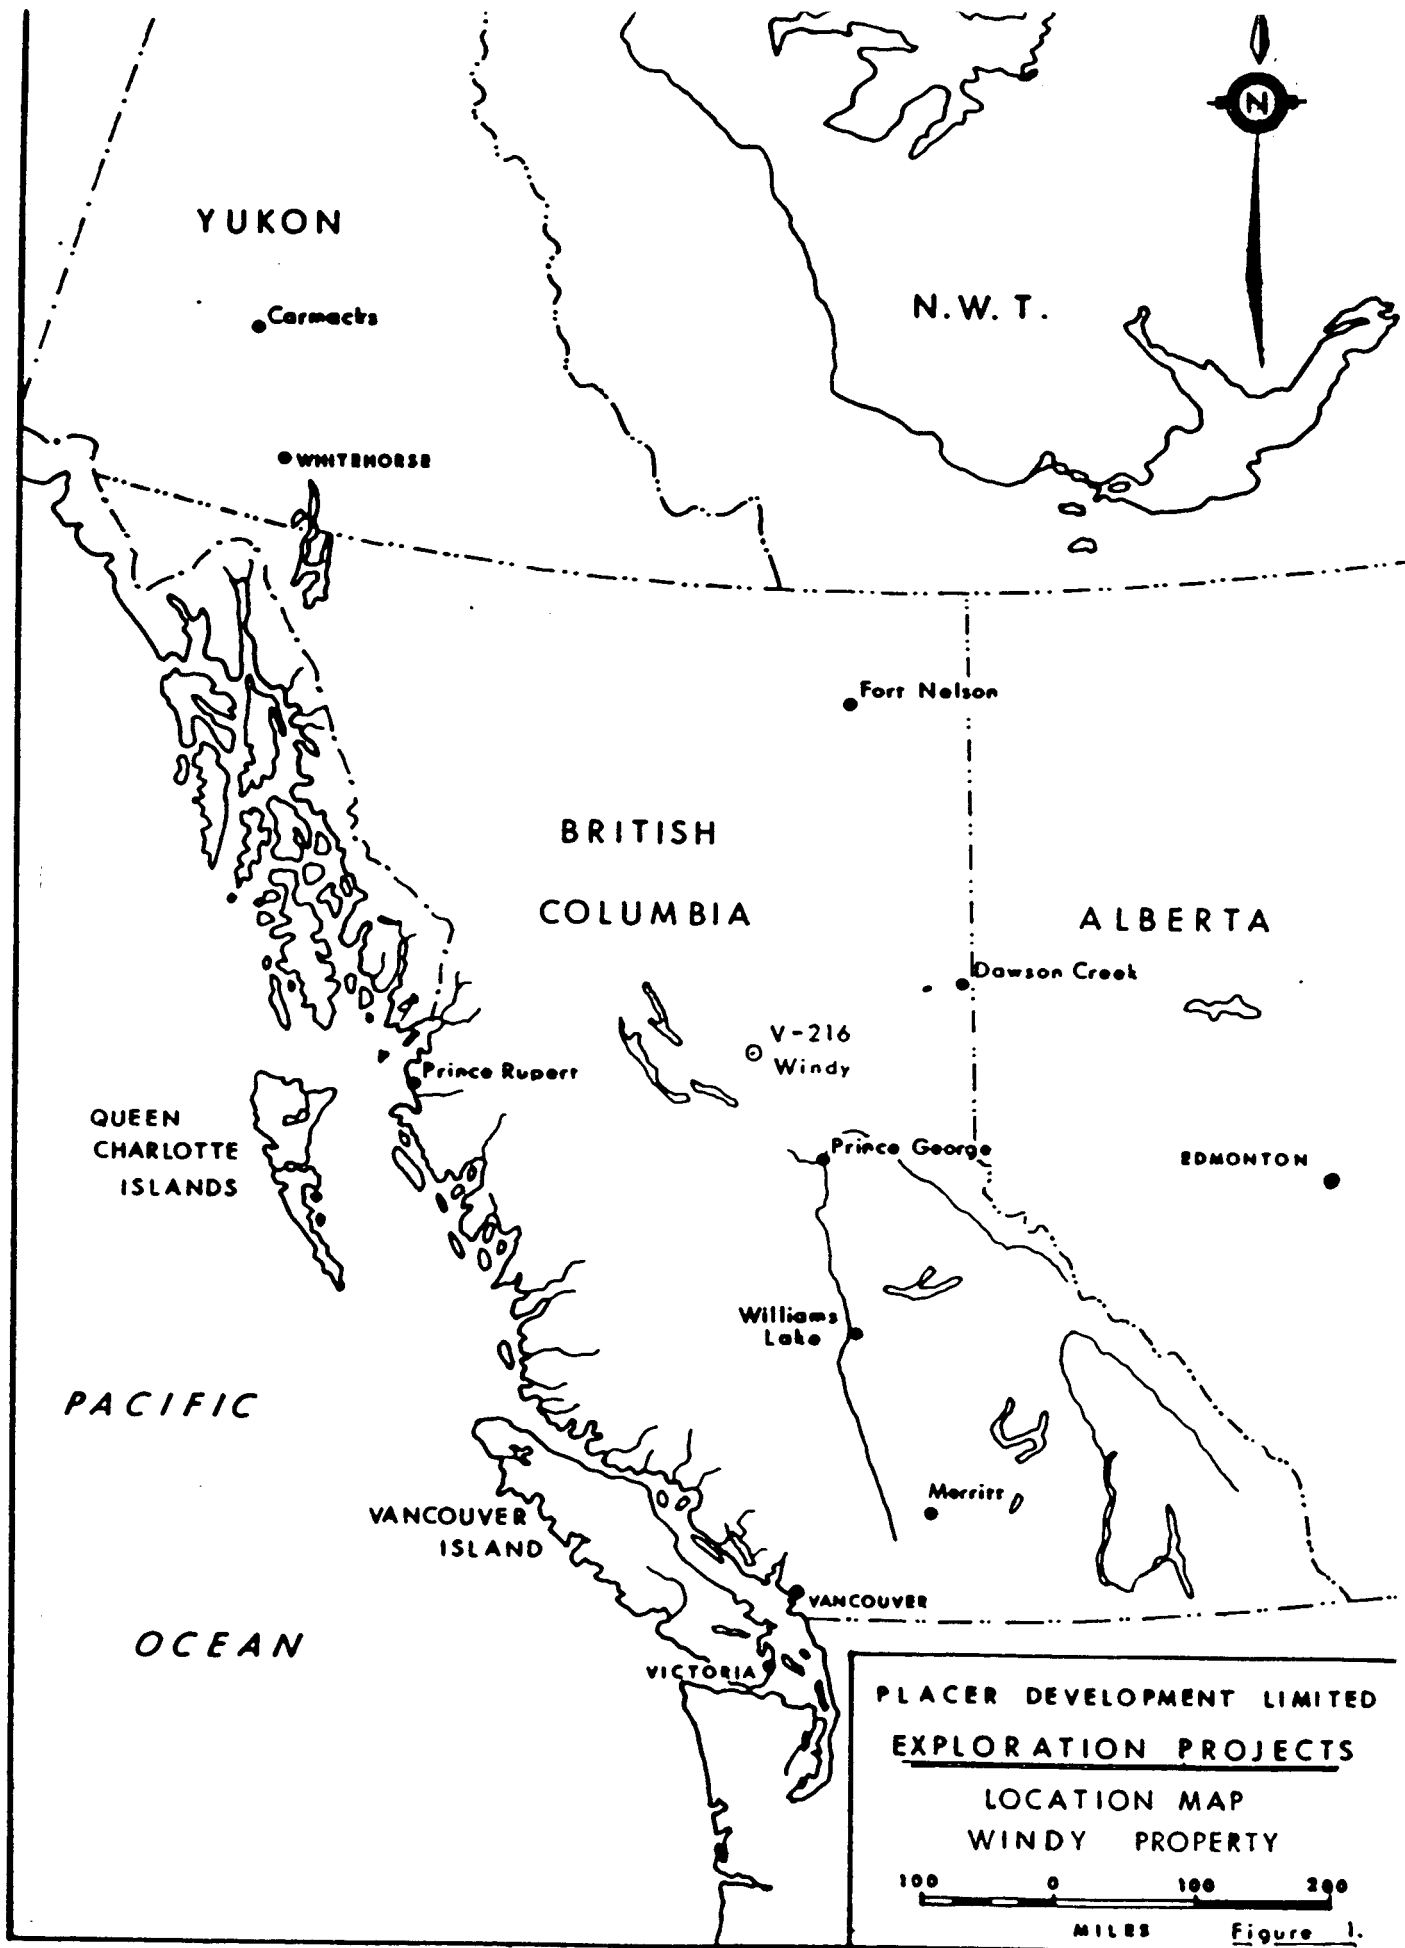 N
YUKON
N.W.T.
Carmacks
WHITEHORSE
Fort Nelson
BRITISH
COLUMBIA
ALBERTA
Dawson Creek
V-216
Windy
Prince Rupert
QUEEN
CHARLOTTE
ISLANDS
Prince George
EDMONTON
Williams
Lake
PACIFIC
Merritt
VANCOUVER
ISLAND
VANCOUVER
OCEAN
VICTORIA
PLACER DEVELOPMENT LIMITED
EXPLORATION PROJECTS
LOCATION MAP
WINDY PROPERTY
100 0 100 200
MILES
Figure 1.